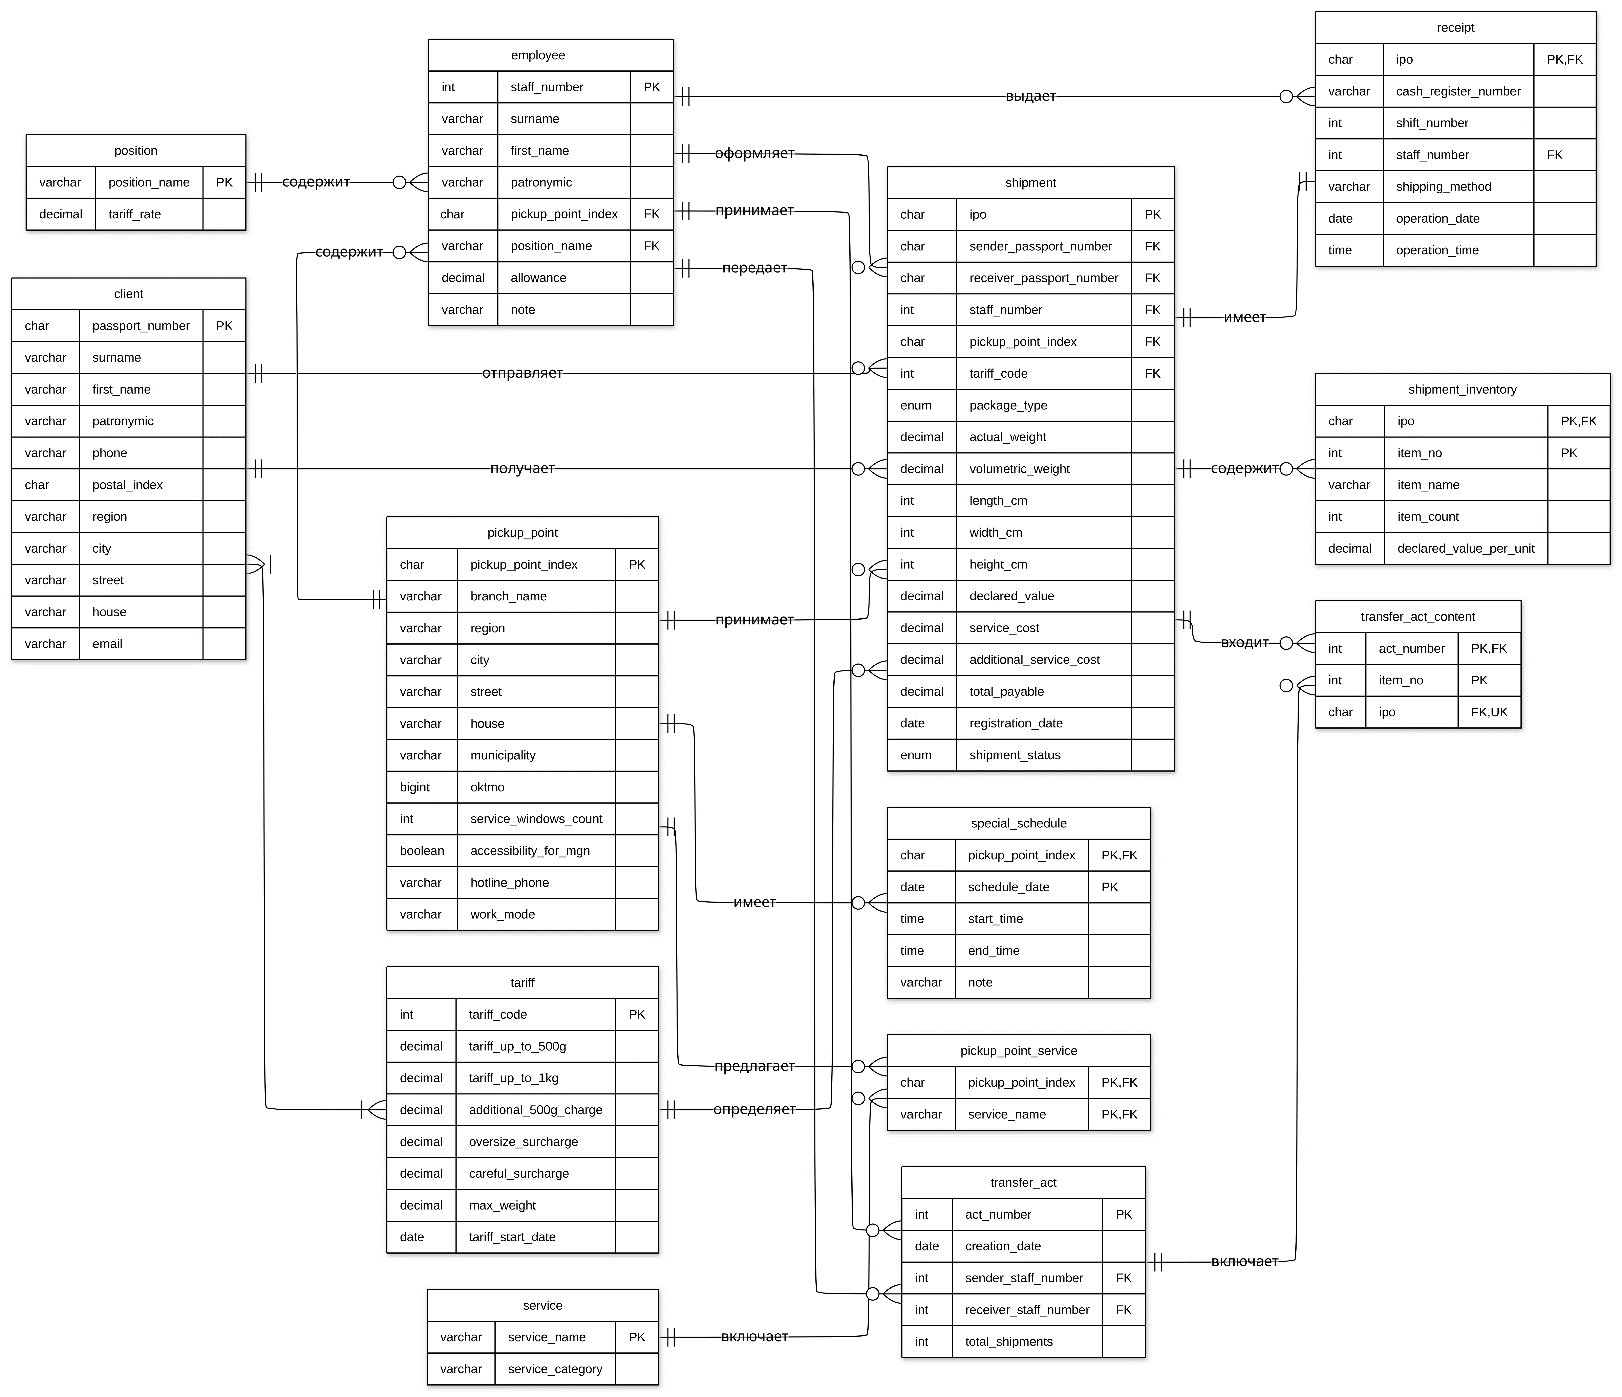 position
varchar position_name PK
decimal tariff_rate
client
char passport_number PK
varchar surname
varchar first_name
varchar patronymic
varchar phone
char postal_index
varchar region
varchar city
varchar street
varchar house
varchar email
employee
int staff_number PK
varchar surname
varchar first_name
varchar patronymic
char pickup_point_index FK
varchar position_name FK
decimal allowance
varchar note
pickup_point
char pickup_point_index PK
varchar branch_name
varchar region
varchar city
varchar street
varchar house
varchar municipality
bigint oktmo
int service_windows_count
boolean accessibility_for_mgn
varchar hotline_phone
varchar work_mode
tariff
int tariff_code PK
decimal tariff_up_to_500g
decimal tariff_up_to_1kg
decimal additional_500g_charge
decimal oversize_surcharge
decimal careful_surcharge
decimal max_weight
date tariff_start_date
service
varchar service_name PK
varchar service_category
shipment
char ipo PK
char sender_passport_number FK
char receiver_passport_number FK
int staff_number FK
char pickup_point_index FK
int tariff_code FK
enum package_type
decimal actual_weight
decimal volumetric_weight
int length_cm
int width_cm
int height_cm
decimal declared_value
decimal service_cost
decimal additional_service_cost
decimal total_payable
date registration_date
enum shipment_status
special_schedule
char pickup_point_index PK,FK
date schedule_date PK
time start_time
time end_time
varchar note
pickup_point_service
char pickup_point_index PK,FK
varchar service_name PK,FK
transfer_act
int act_number PK
date creation_date
int sender_staff_number FK
int receiver_staff_number FK
int total_shipments
receipt
char ipo PK,FK
varchar cash_register_number
int shift_number
int staff_number FK
varchar shipping_method
date operation_date
time operation_time
shipment_inventory
char ipo PK,FK
int item_no PK
varchar item_name
int item_count
decimal declared_value_per_unit
transfer_act_content
int act_number PK,FK
int item_no PK
char ipo FK,UK
содержит
содержит
выдает
оформляет
принимает
передает
отправляет
получает
принимает
имеет
предлагает
определяет
включает
имеет
содержит
входит
включает